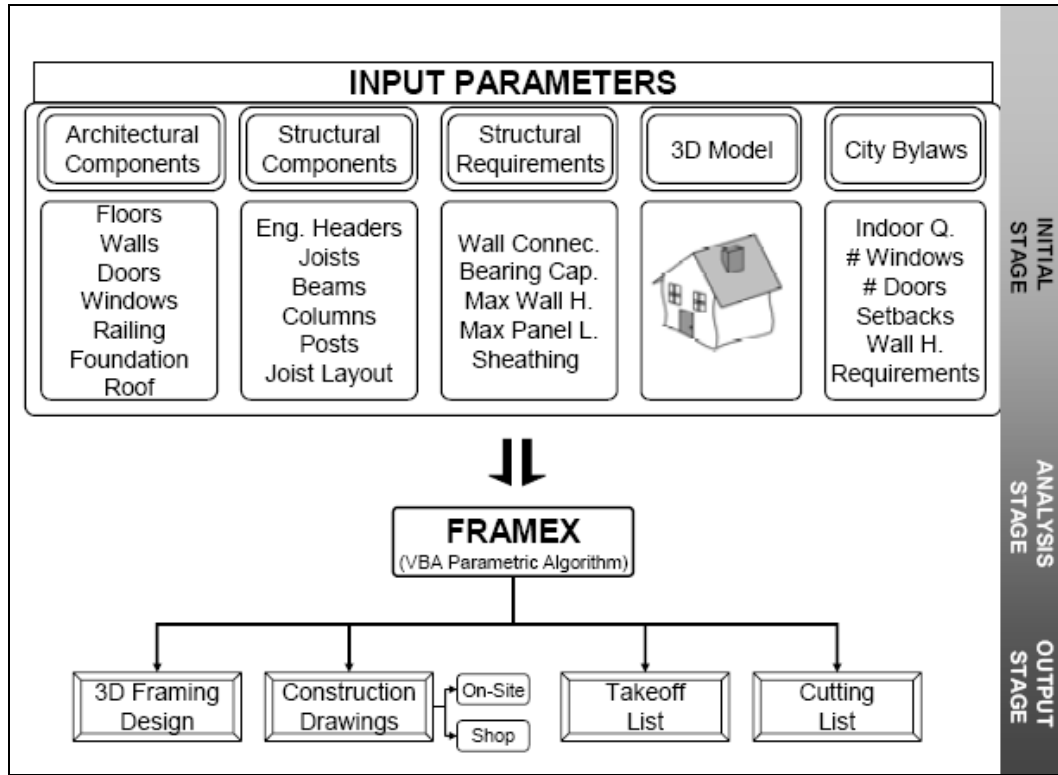 INPUT PARAMETERS
Architectural
Components
Structural
Components
Structural
Requirements
3D Model
City Bylaws
Floors
Walls
Doors
Windows
Railing
Foundation
Roof
Eng. Headers
Joists
Beams
Columns
Posts
Joist Layout
Wall Connec.
Bearing Cap.
Max Wall H.
Max Panel L.
Sheathing
Indoor Q.
# Windows
# Doors
Setbacks
Wall H.
Requirements
INITIAL
STAGE
FRAMEX
(VBA Parametric Algorithm)
ANALYSIS
STAGE
3D Framing
Design
Construction
Drawings
On-Site
Shop
Takeoff
List
Cutting
List
OUTPUT
STAGE